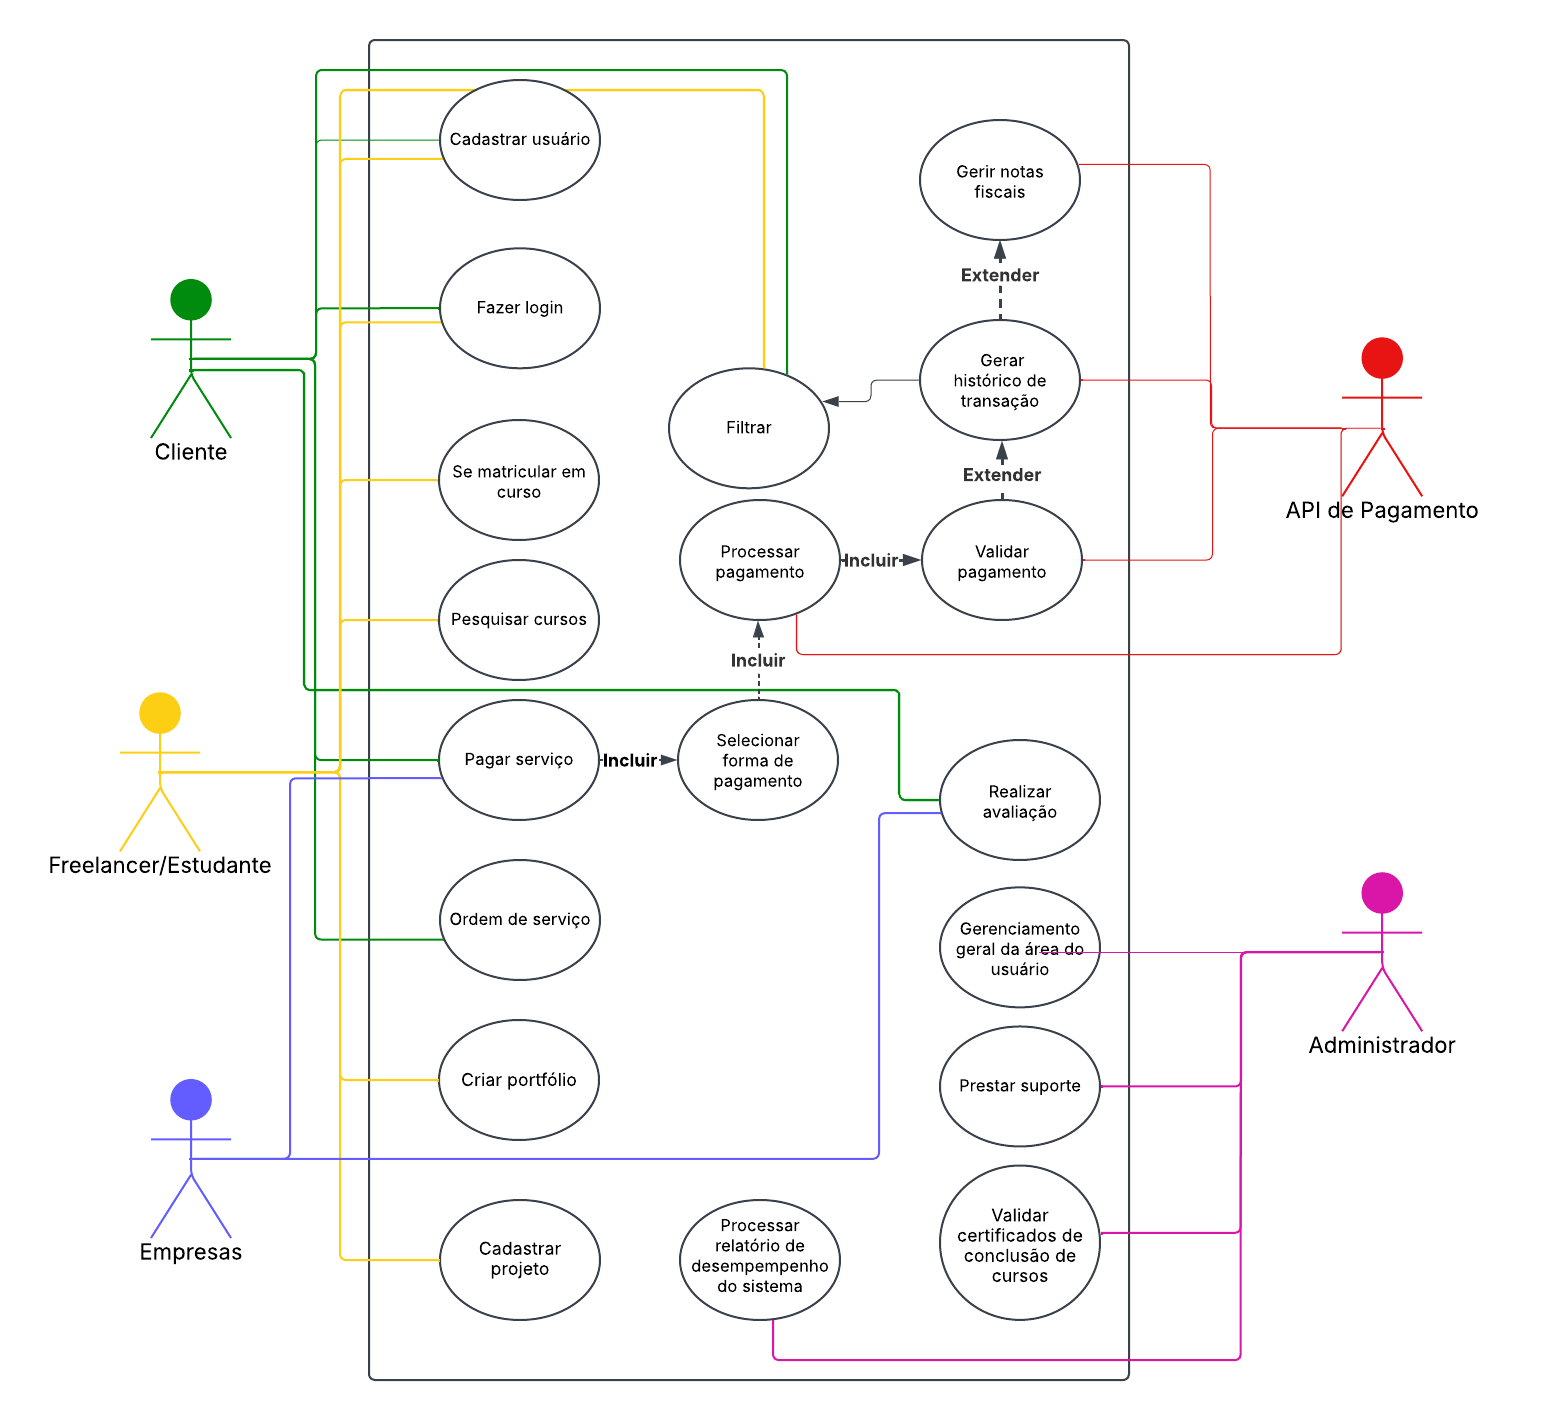 Cadastrar usuário
Gerir notas
fiscais
Extender
Fazer login
Cliente
Gerar
histórico de
transação
Filtrar
Extender
API de Pagamento
Se matricular em
curso
Processar
pagamento
Incluir
Validar
pagamento
Pesquisar cursos
Incluir
Pagar serviço
Incluir
Selecionar
forma de
pagamento
Realizar
avaliação
Freelancer/Estudante
Ordem de serviço
Gerenciamento
geral da área do
usuário
Administrador
Criar portfólio
Prestar suporte
Empresas
Cadastrar
projeto
Processar
relatório de
desempempenho
do sistema
Validar
certificados de
conclusão de
cursos